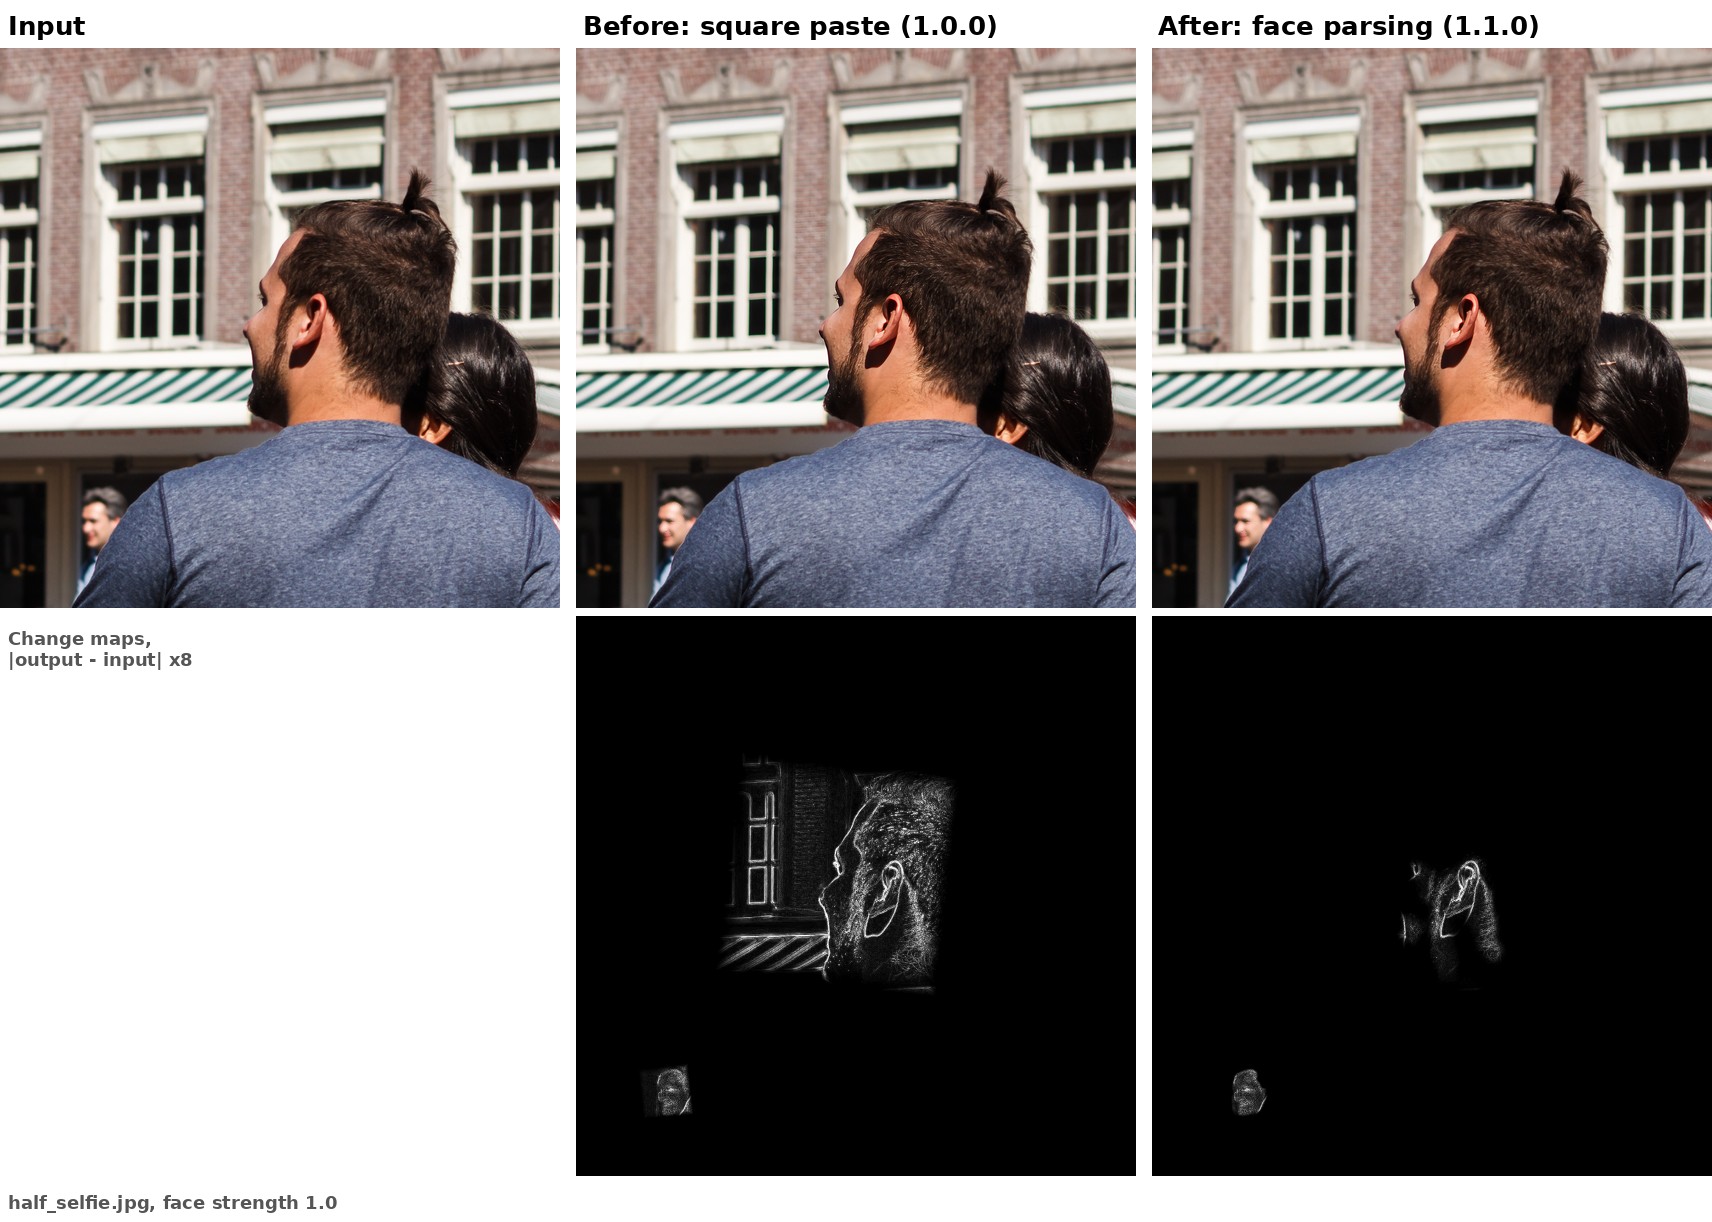 Input
Before: square paste (1.0.0)
After: face parsing (1.1.0)
Change maps,
|output - input| x8
half_selfie.jpg, face strength 1.0